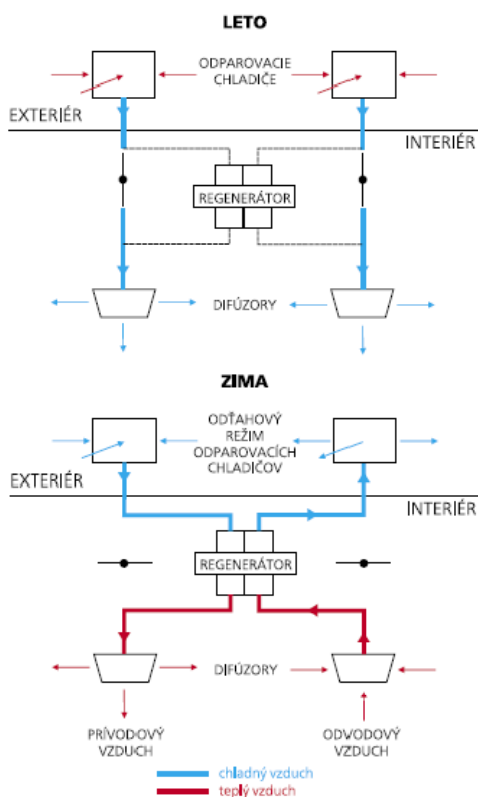 LETO
ODPAROVACIE
CHLADIČE
EXTERIÉR
INTERIÉR
REGENERÁTOR
DIFÚZORY
ZIMA
ODŤAHOVÝ
REŽIM
ODPAROVACÍCH
CHLADIČOV
EXTERIÉR
INTERIÉR
REGENERÁTOR
DIFÚZORY
PRÍVODOVÝ
VZDUCH
ODWODOVÝ
VZDUCH
chladný vzduch
teplý vzduch